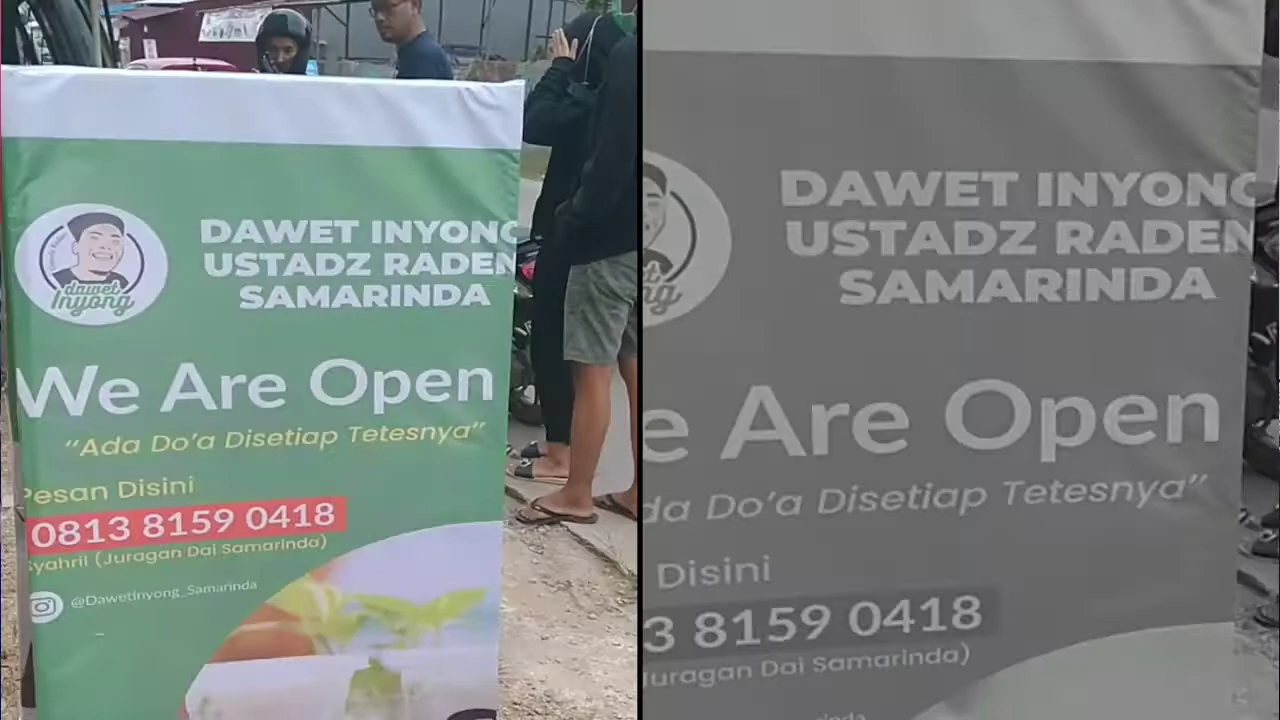 dawet
Inyong
DAWET INYONG
USTADZ RADEN
SAMARINDA
We Are Open
“Ada Do’a Disetiap Tetesnya”
Pesan Disini
0813 8159 0418
Syahril (Juragan Dai Samarinda)
@DawetInyong_Samarinda
DAWET INYONG
USTADZ RADEN
SAMARINDA
e Are Open
da Do’a Disetiap Tetesnya”
Disini
3 8159 0418
Juragan Dai Samarinda)